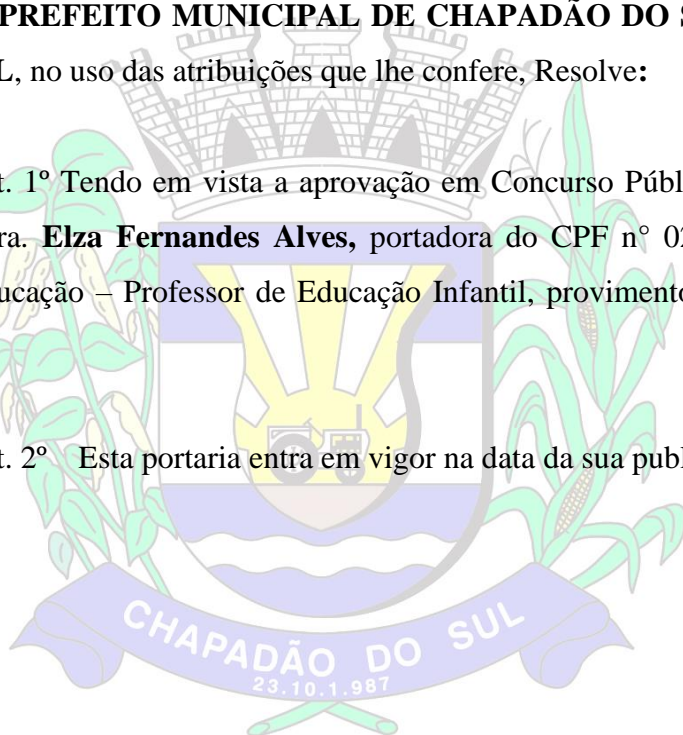 PREFEITO MUNICIPAL DE CHAPADÃO DO S
L, no uso das atribuições que lhe confere, Resolve:
t. 1º Tendo em vista a aprovação em Concurso Públ
ra. Elza Fernandes Alves, portadora do CPF n° 02
ucação – Professor de Educação Infantil, provimento
t. 2º Esta portaria entra em vigor na data da sua publ
CHAPADÃO DO SUL
23.10.1.987